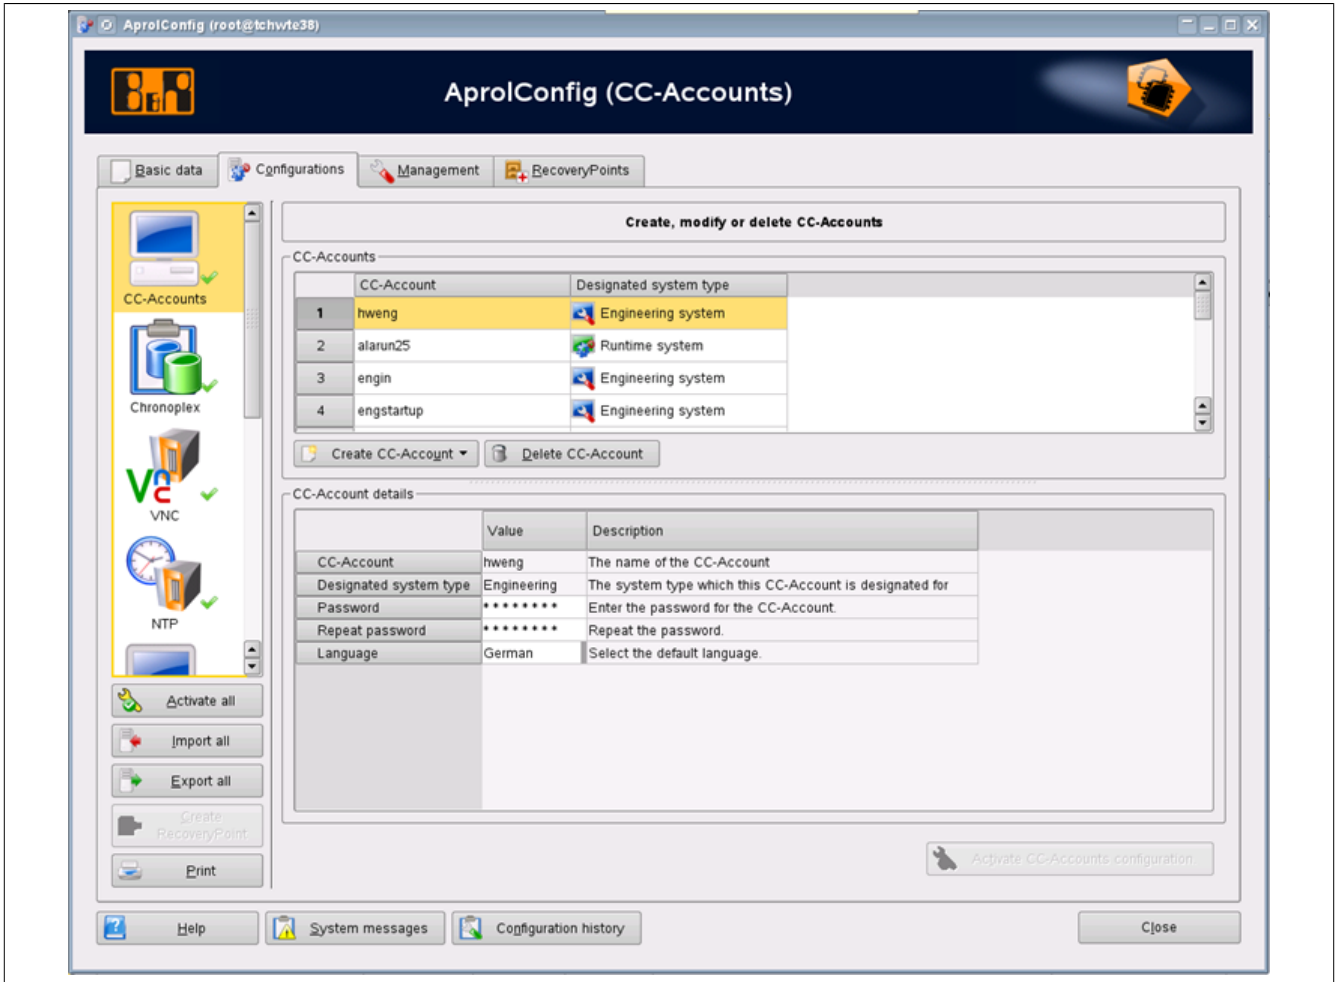 AprolConfig (root@tchwte38)
B&R
AprolConfig (CC-Accounts)
Basic data
Configurations
Management
RecoveryPoints
CC-Accounts
Chronoplex
VNC
VNC
NTP
Activate all
Import all
Export all
Create
RecoveryPoint
Print
Create, modify or delete CC-Accounts
CC-Accounts
CC-Account Designated system type
1 hweng Engineering system
2 alarun25 Runtime system
3 engin Engineering system
4 engstartup Engineering system
Create CC-Account
Delete CC-Account
CC-Account details
Value Description
CC-Account hweng The name of the CC-Account
Designated system type Engineering The system type which this CC-Account is designated for
Password ******** Enter the password for the CC-Account.
Repeat password ******** Repeat the password.
Language German Select the default language.
Activate CC-Accounts configuration
Help
System messages
Configuration history
Close